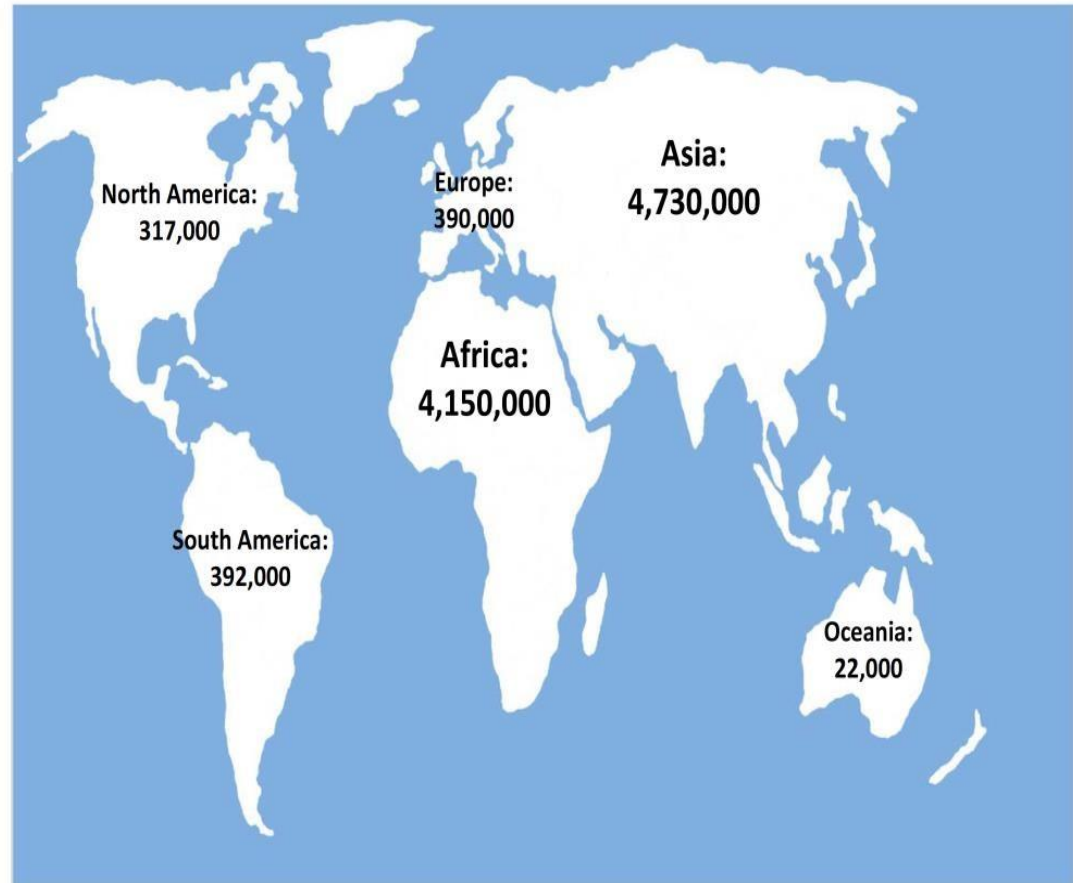 Asia:
4,730,000
North America:
317,000
Europe:
390,000
Africa:
4,150,000
South America:
392,000
Oceania:
22,000